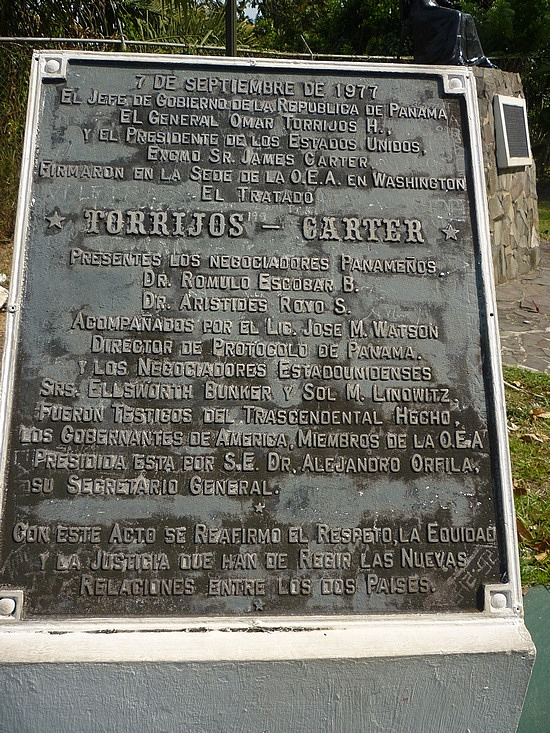 7 DE SEPTIEMBRE DE 1977
EL JEFE DE GOBIERNO DE LA REPUBLICA DE PANAMA
EL GENERAL OMAR TORRIJOS H.,
Y EL PRESIDENTE DE LOS ESTADOS UNIDOS,
EXCMO SR. JAMES CARTER
FIRMARON EN LA SEDE DE LA O.E.A. EN WASHINGTON
EL TRATADO
TORRIJOS – CARTER
PRESENTES LOS NEGOCIADORES PANAMEÑOS
DR. ROMULO ESCOBAR B.
DR. ARISTIDES ROYO S.
ACOMPAÑADOS POR EL LIC. JOSE M. WATSON
DIRECTOR DE PROTOCOLO DE PANAMA.
Y LOS NEGOCIADORES ESTADOUNIDENSES
SRS. ELLSWORTH BUNKER Y SOL M. LINOWITZ,
FUERON TESTIGOS DEL TRASCENDENTAL HECHO,
LOS GOBERNANTES DE AMERICA, MIEMBROS DE LA O.E.A
PRESIDIDA ESTA POR S.E. DR, ALEJANDRO ORFILA,
SU SECRETARIO GENERAL.
CON ESTE ACTO SE REAFIRMO EL RESPETO, LA EQUIDAD
Y LA JUSTICIA QUE HAN DE REGIR LAS NUEVAS
RELACIONES ENTRE LOS DOS PAISES.